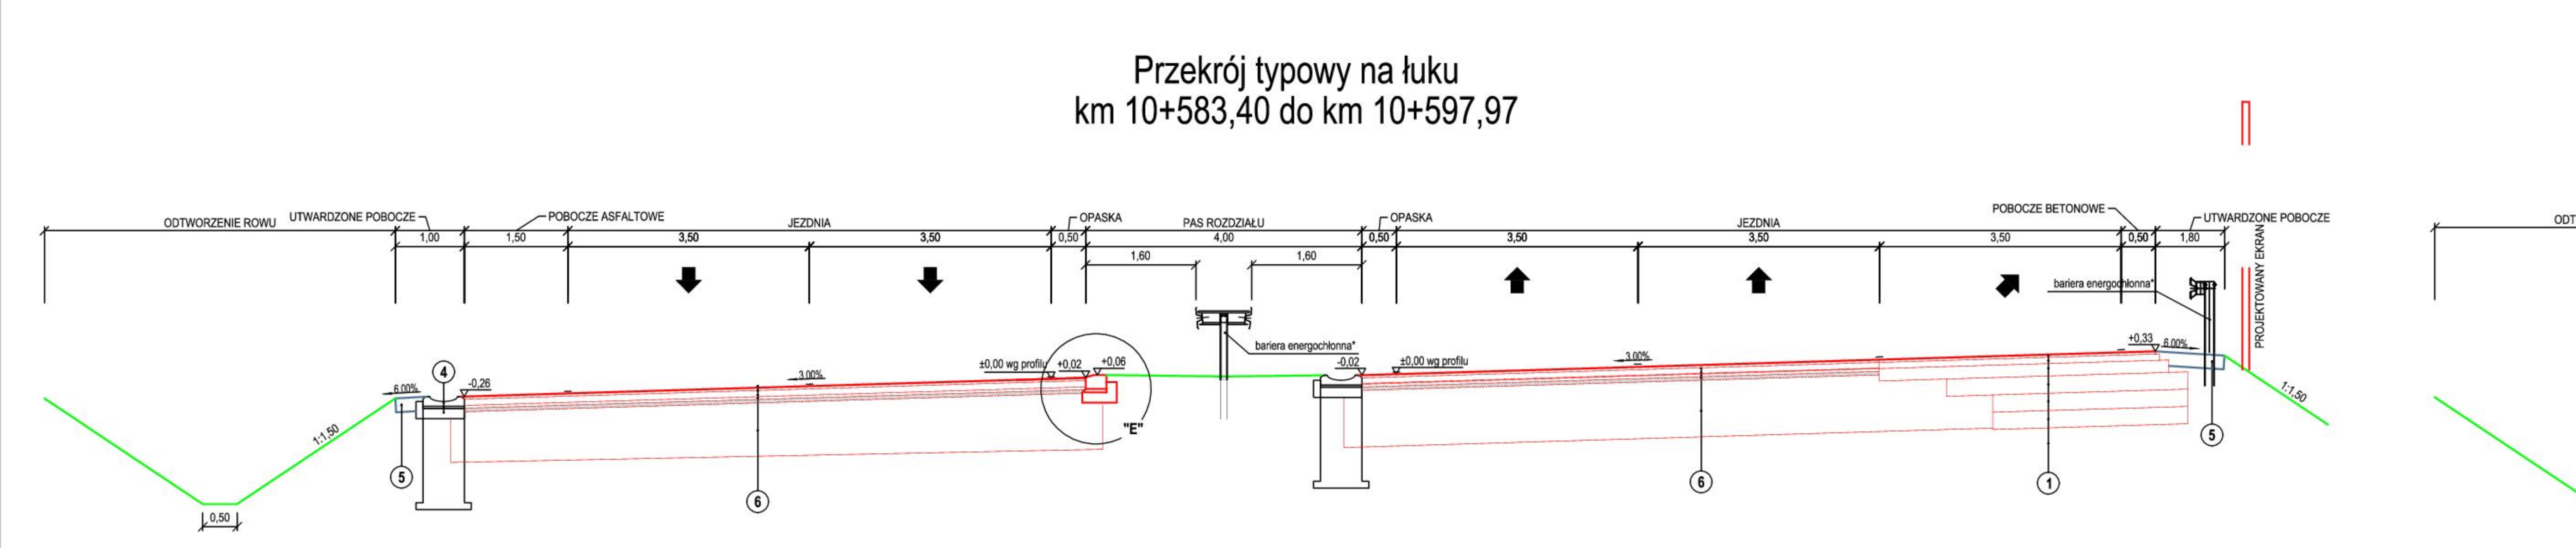 Przekrój typowy na łuku
km 10+583,40 do km 10+597,97
ODTWORZENIE ROWU
UTWARDZONE POBOCZE
POBOCZE ASFALTOWE
JEZDNIA
OPASKA
PAS ROZDZIAŁU
OPASKA
JEZDNIA
POBOCZE BETONOWE
UTWARDZONE POBOCZE
ODT
1,00
1,50
3,50
3,50
0,50
4,00
0,50
3,50
3,50
3,50
0,50
1,80
1,60
1,60
PROJEKTOWANY EKRAN
bariera energochłonna*
bariera energochłonna*
±0,00 wg profilu
+0,02
+0,06
-0,02
±0,00 wg profilu
+0,33
6,00%
3,00%
3,00%
4
-0,26
6,00%
1:1,50
1:1,50
"E"
5
6
6
1
5
0,50